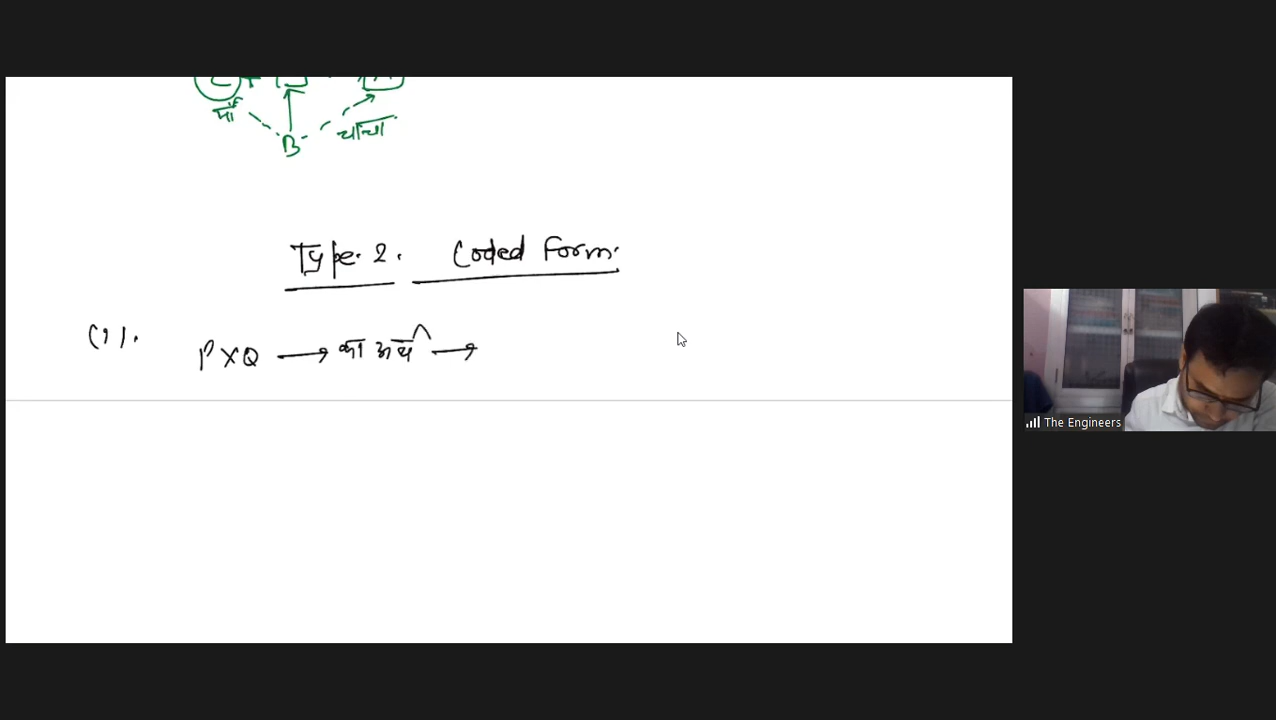 माँ
चाचा
B
Type. 2. Coded Form.
(1). P X Q → का अर्थ →
The Engineers